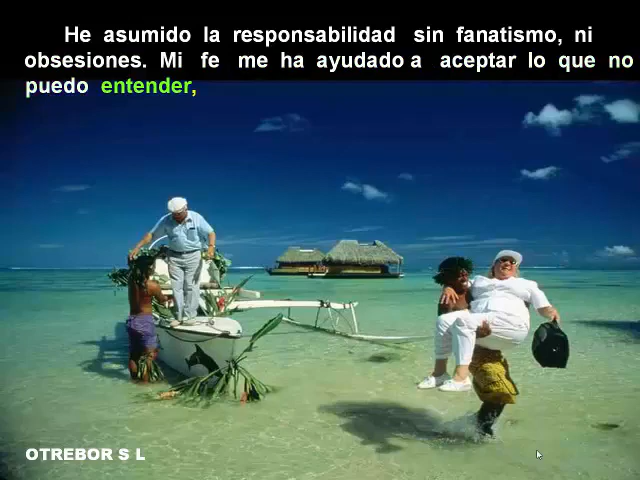 He asumido la responsabilidad sin fanatismo, ni
obsesiones. Mi fe me ha ayudado a aceptar lo que no
puedo entender,
OTREBOR S L